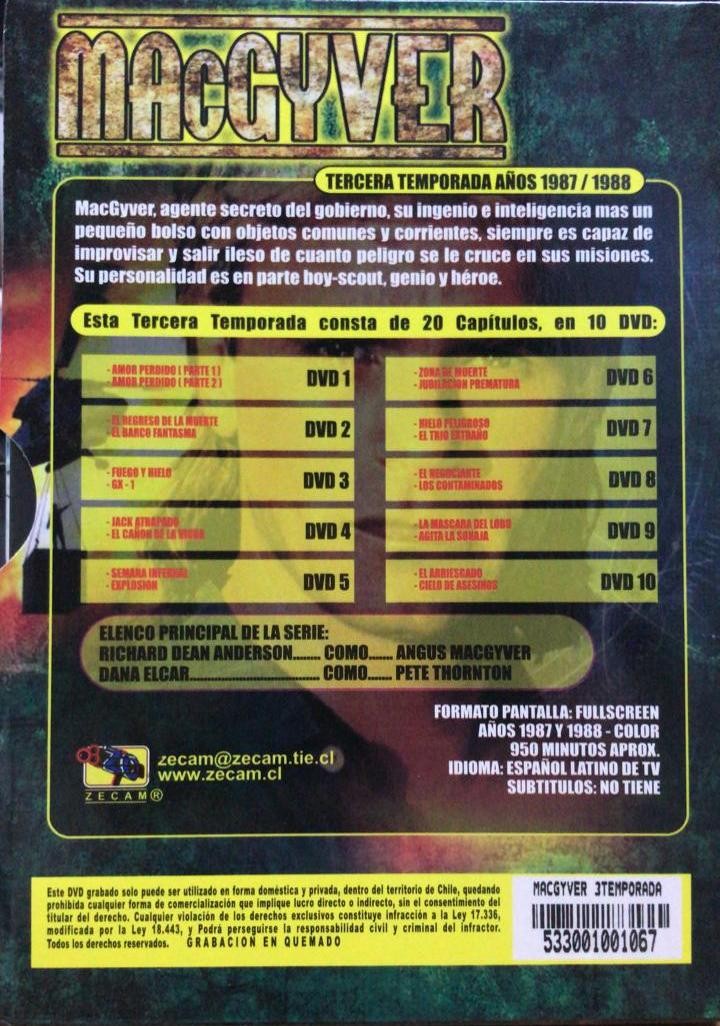 MACGYVER
TERCERA TEMPORADA AÑOS 1987 / 1988
MacGyver, agente secreto del gobierno, su ingenio e inteligencia mas un
pequeño bolso con objetos comunes y corrientes, siempre es capaz de
improvisar y salir ileso de cuanto peligro se le cruce en sus misiones.
Su personalidad es en parte boy-scout, genio y héroe.
Esta Tercera Temporada consta de 20 Capítulos, en 10 DVD:
- AMOR PERDIDO ( PARTE 1 )
- AMOR PERDIDO ( PARTE 2 )
DVD 1
- EL REGRESO DE LA MUERTE
- EL BARCO FANTASMA
DVD 2
- FUEGO Y HIELO
- GX - 1
DVD 3
- JACK ATRAPADO
- EL CAÑON DE LA VIUDA
DVD 4
- SEMANA INFERNAL
- EXPLOSION
DVD 5
- ZONA DE MUERTE
- JUBILACION PREMATURA
DVD 6
- HIELO PELIGROSO
- EL TRIO EXTRAÑO
DVD 7
- EL NEGOCIANTE
- LOS CONTAMINADOS
DVD 8
- LA MASCARA DEL LOBO
- AGITA LA SONAJA
DVD 9
- EL ARRIESGADO
- CIELO DE ASESINOS
DVD 10
ELENCO PRINCIPAL DE LA SERIE:
RICHARD DEAN ANDERSON....... COMO...... ANGUS MACGYVER
DANA ELCAR................................. COMO...... PETE THORNTON
FORMATO PANTALLA: FULLSCREEN
AÑOS 1987 Y 1988 - COLOR
950 MINUTOS APROX.
IDIOMA: ESPAÑOL LATINO DE TV
SUBTITULOS: NO TIENE
zecam@zecam.tie.cl
www.zecam.cl
ZECAM®
Este DVD grabado solo puede ser utilizado en forma doméstica y privada, dentro del territorio de Chile, quedando
prohibida cualquier forma de comercialización que implique lucro directo o indirecto, sin el consentimiento del
titular del derecho. Cualquier violación de los derechos exclusivos constituye infracción a la Ley 17.336,
modificada por la Ley 18.443, y Podrá perseguirse la responsabilidad civil y criminal del infractor.
Todos los derechos reservados. GRABACION EN QUEMADO
MACGYVER 3TEMPORADA
533001001067